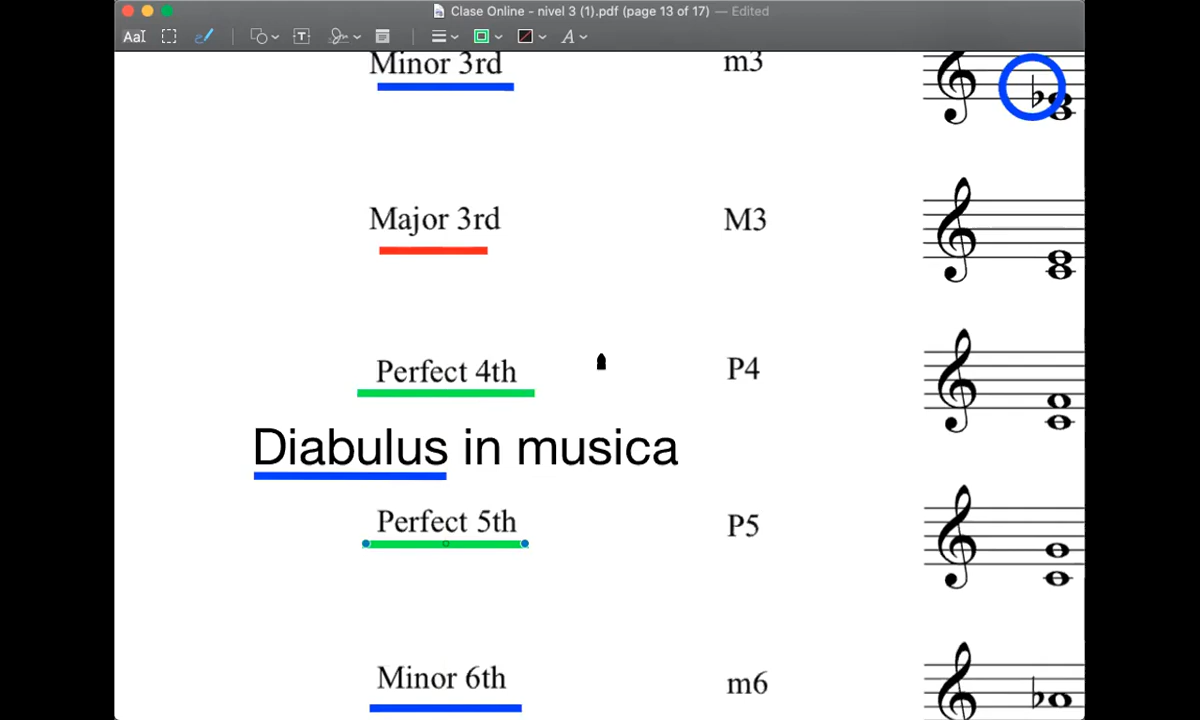 Clase Online - nivel 3 (1).pdf (page 13 of 17) — Edited
AaI T A
Minor 3rd m3
Major 3rd M3
Perfect 4th P4
Diabulus in musica
Perfect 5th P5
Minor 6th m6